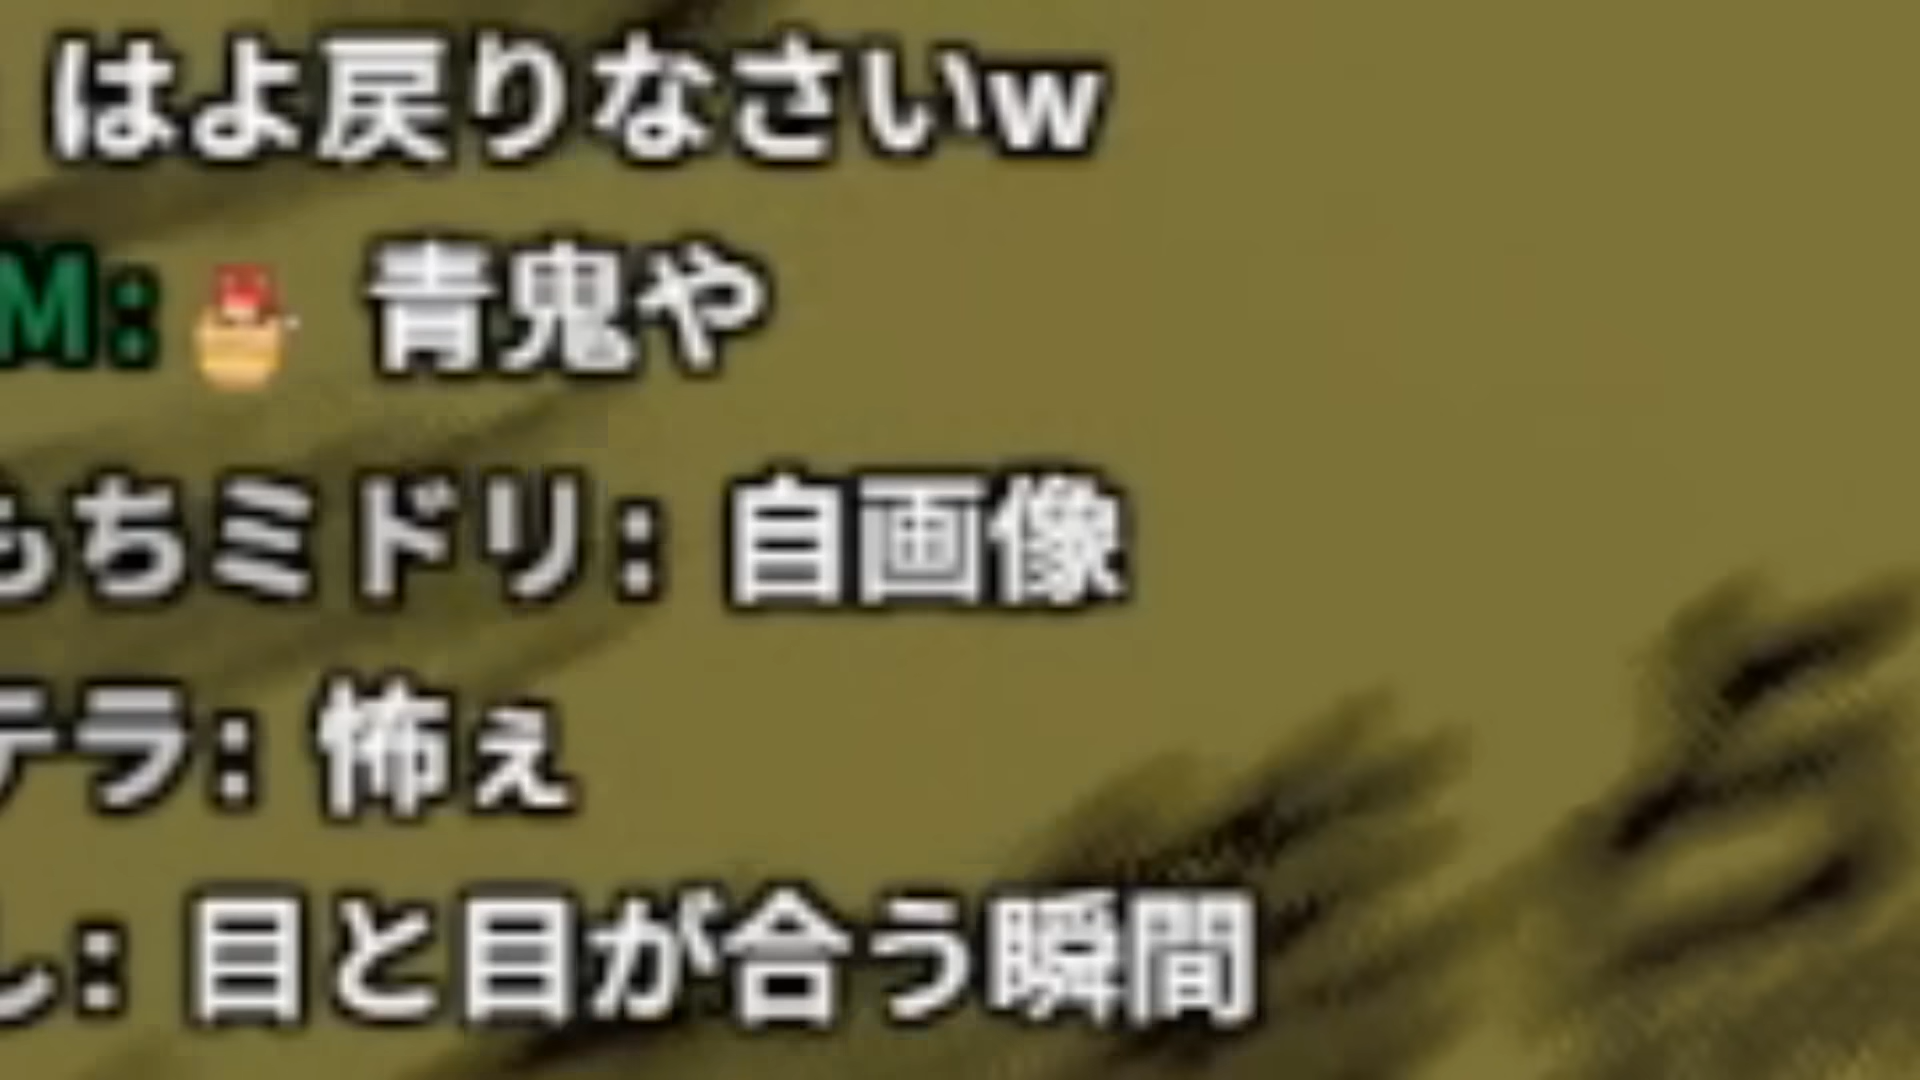 はよ戻りなさいw
M: 青鬼や
もちミドリ: 自画像
テラ: 怖ぇ
し: 目と目が合う瞬間